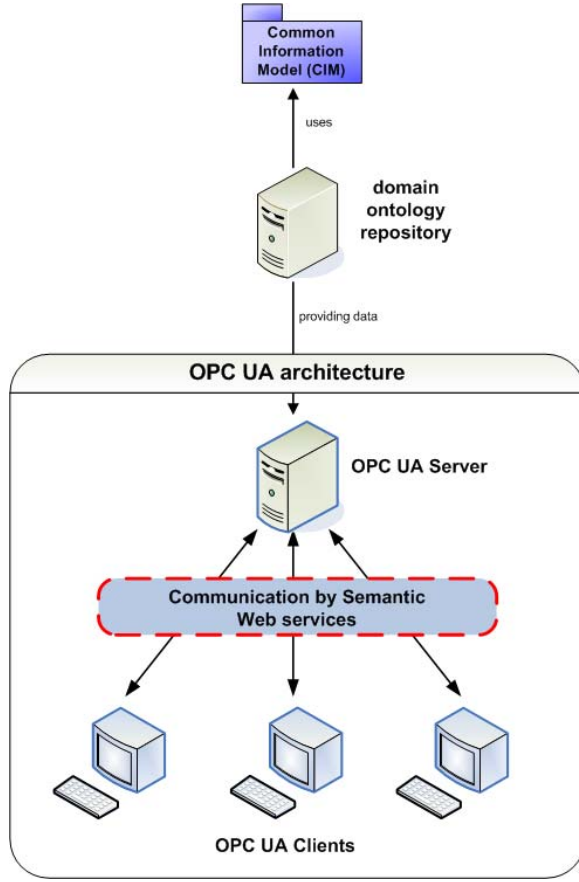 Common
Information
Model (CIM)
uses
domain
ontology
repository
providing data
OPC UA architecture
OPC UA Server
Communication by Semantic
Web services
OPC UA Clients